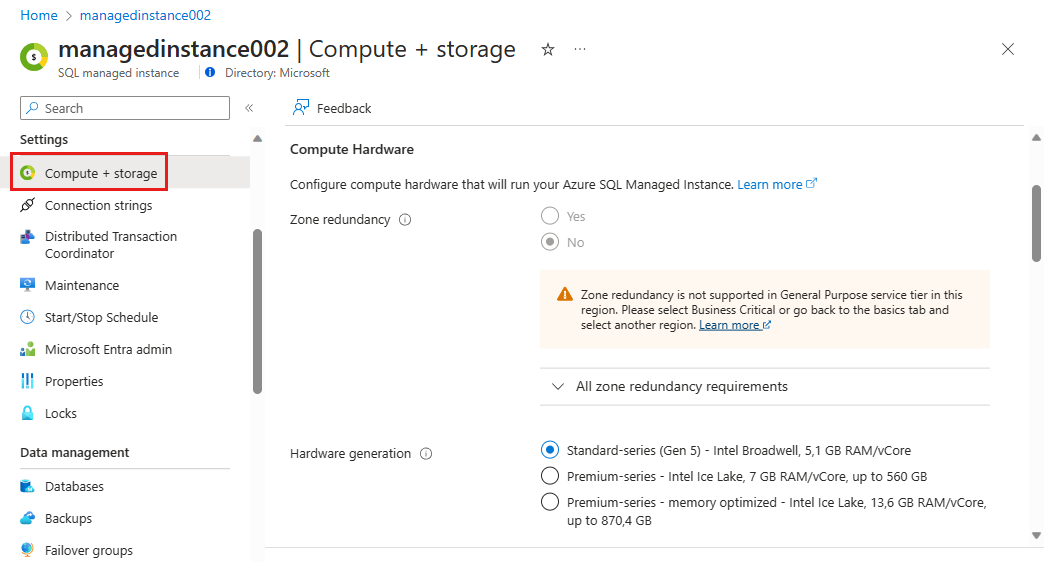 Home > managedinstance002
managedinstance002 | Compute + storage
SQL managed instance
Directory: Microsoft
Search
Settings
Compute + storage
Connection strings
Distributed Transaction
Coordinator
Maintenance
Start/Stop Schedule
Microsoft Entra admin
Properties
Locks
Data management
Databases
Backups
Failover groups
Feedback
Compute Hardware
Configure compute hardware that will run your Azure SQL Managed Instance. Learn more
Zone redundancy
Yes
No
Zone redundancy is not supported in General Purpose service tier in this
region. Please select Business Critical or go back to the basics tab and
select another region. Learn more
All zone redundancy requirements
Hardware generation
Standard-series (Gen 5) - Intel Broadwell, 5,1 GB RAM/vCore
Premium-series - Intel Ice Lake, 7 GB RAM/vCore, up to 560 GB
Premium-series - memory optimized - Intel Ice Lake, 13,6 GB RAM/vCore,
up to 870,4 GB